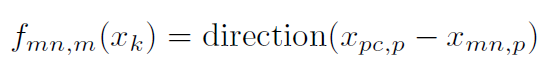 f_{mn,m}(x_k) = direction(x_{pc,p} − x_{mn,p})